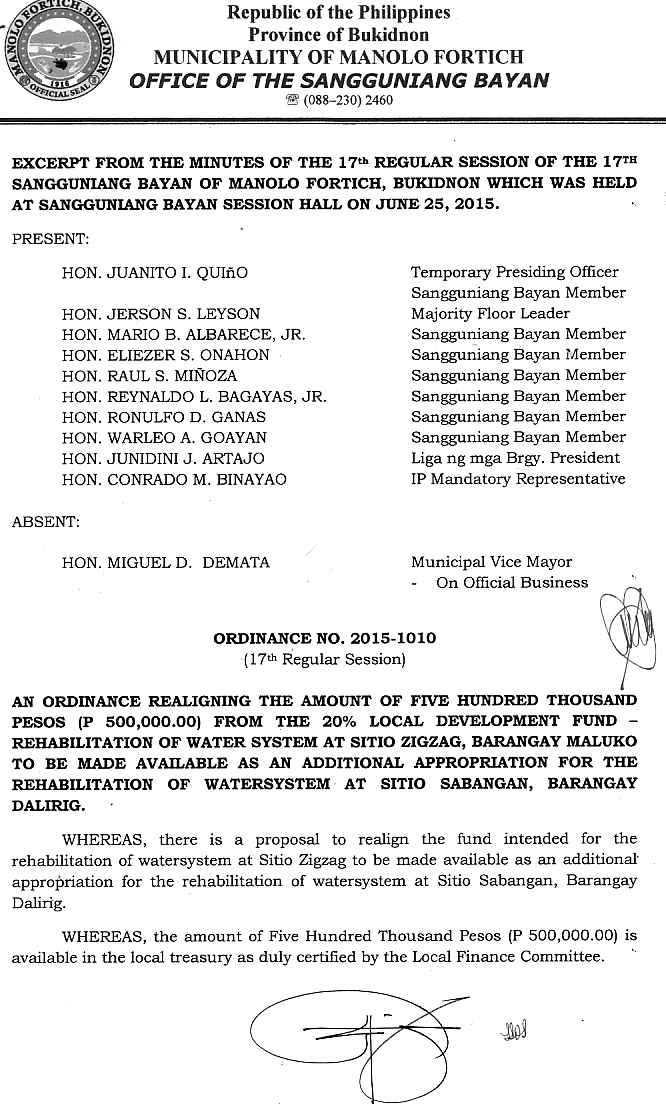 MANOLO FORTICH, BUKIDNON
1916
OFFICIAL SEAL
Republic of the Philippines
Province of Bukidnon
MUNICIPALITY OF MANOLO FORTICH
OFFICE OF THE SANGGUNIANG BAYAN
☏ (088–230) 2460
EXCERPT FROM THE MINUTES OF THE 17th REGULAR SESSION OF THE 17TH
SANGGUNIANG BAYAN OF MANOLO FORTICH, BUKIDNON WHICH WAS HELD
AT SANGGUNIANG BAYAN SESSION HALL ON JUNE 25, 2015.
PRESENT:
HON. JUANITO I. QUIñO Temporary Presiding Officer
Sangguniang Bayan Member
HON. JERSON S. LEYSON Majority Floor Leader
HON. MARIO B. ALBARECE, JR. Sangguniang Bayan Member
HON. ELIEZER S. ONAHON Sangguniang Bayan Member
HON. RAUL S. MIÑOZA Sangguniang Bayan Member
HON. REYNALDO L. BAGAYAS, JR. Sangguniang Bayan Member
HON. RONULFO D. GANAS Sangguniang Bayan Member
HON. WARLEO A. GOAYAN Sangguniang Bayan Member
HON. JUNIDINI J. ARTAJO Liga ng mga Brgy. President
HON. CONRADO M. BINAYAO IP Mandatory Representative
ABSENT:
HON. MIGUEL D. DEMATA Municipal Vice Mayor
- On Official Business
ORDINANCE NO. 2015-1010
(17th Regular Session)
AN ORDINANCE REALIGNING THE AMOUNT OF FIVE HUNDRED THOUSAND
PESOS (P 500,000.00) FROM THE 20% LOCAL DEVELOPMENT FUND –
REHABILITATION OF WATER SYSTEM AT SITIO ZIGZAG, BARANGAY MALUKO
TO BE MADE AVAILABLE AS AN ADDITIONAL APPROPRIATION FOR THE
REHABILITATION OF WATERSYSTEM AT SITIO SABANGAN, BARANGAY
DALIRIG.
WHEREAS, there is a proposal to realign the fund intended for the
rehabilitation of watersystem at Sitio Zigzag to be made available as an additional
appropriation for the rehabilitation of watersystem at Sitio Sabangan, Barangay
Dalirig.
WHEREAS, the amount of Five Hundred Thousand Pesos (P 500,000.00) is
available in the local treasury as duly certified by the Local Finance Committee.